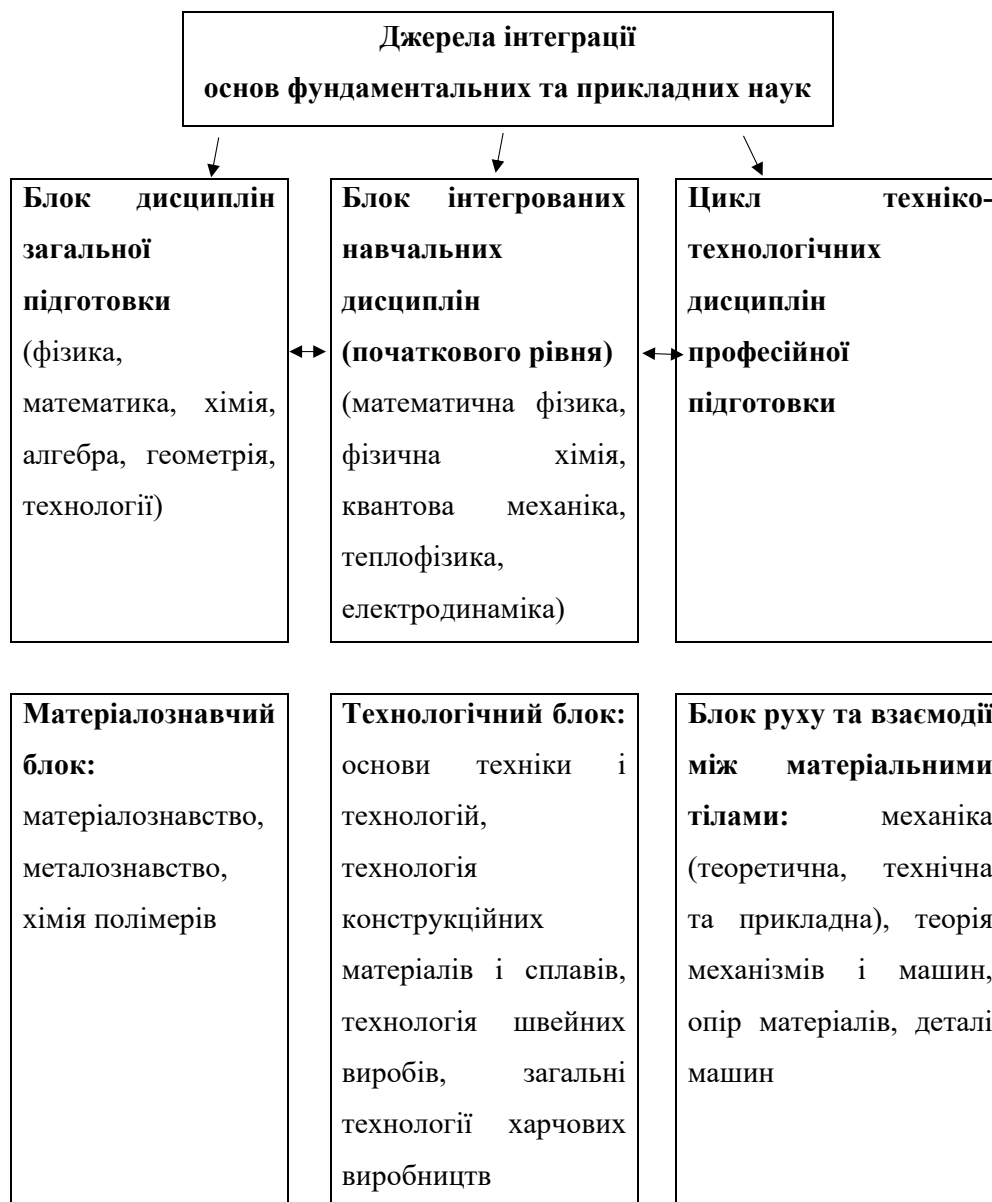 Джерела інтеграції
основ фундаментальних та прикладних наук
Блок дисциплін
загальної
підготовки
(фізика,
математика, хімія,
алгебра, геометрія,
технології)
Блок інтегрованих
навчальних
дисциплін
(початкового рівня)
(математична фізика,
фізична хімія,
квантова механіка,
теплофізика,
електродинаміка)
Цикл техніко-
технологічних
дисциплін
професійної
підготовки
Матеріалознавчий
блок:
матеріалознавство,
металознавство,
хімія полімерів
Технологічний блок:
основи техніки і
технологій,
технологія
конструкційних
матеріалів і сплавів,
технологія швейних
виробів, загальні
технології харчових
виробництв
Блок руху та взаємодії
між матеріальними
тілами: механіка
(теоретична, технічна
та прикладна), теорія
механізмів і машин,
опір матеріалів, деталі
машин